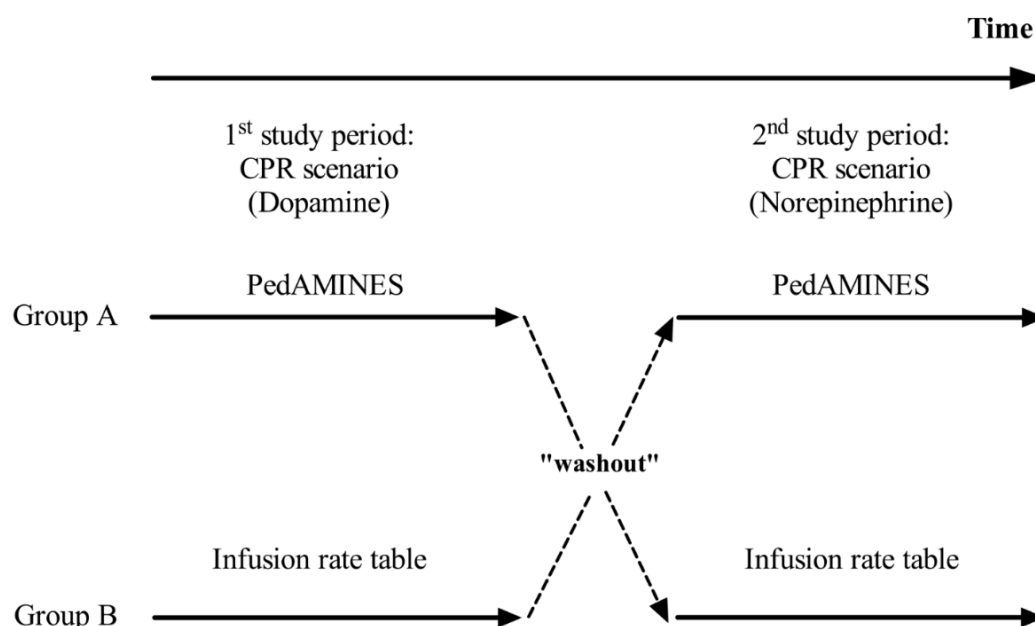 Time
1st study period:
CPR scenario
(Dopamine)
2nd study period:
CPR scenario
(Norepinephrine)
PedAMINES
PedAMINES
Group A
"washout"
Infusion rate table
Infusion rate table
Group B